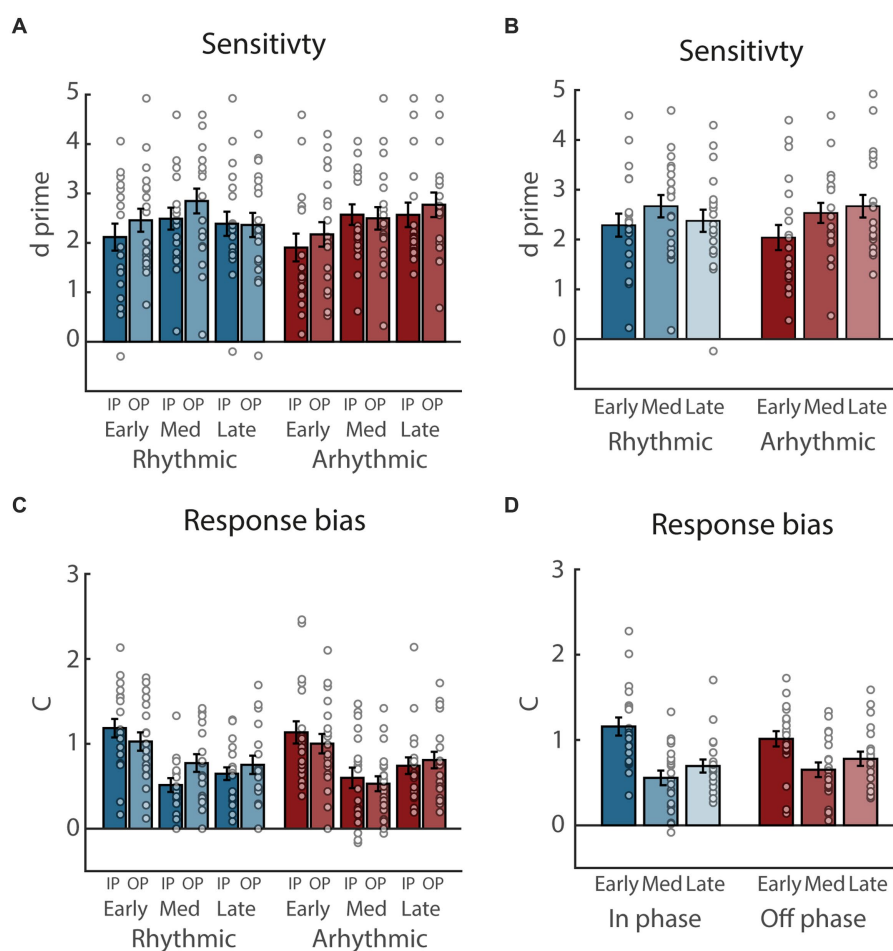 A
Sensitivty
d prime
5
4
3
2
1
0
IP OP IP OP IP OP IP OP IP OP IP OP
Early Med Late Early Med Late
Rhythmic Arhythmic
B
Sensitivty
d prime
5
4
3
2
1
0
Early Med Late Early Med Late
Rhythmic Arhythmic
C
Response bias
C
3
2
1
0
IP OP IP OP IP OP IP OP IP OP IP OP
Early Med Late Early Med Late
Rhythmic Arhythmic
D
Response bias
C
3
2
1
0
Early Med Late Early Med Late
In phase Off phase